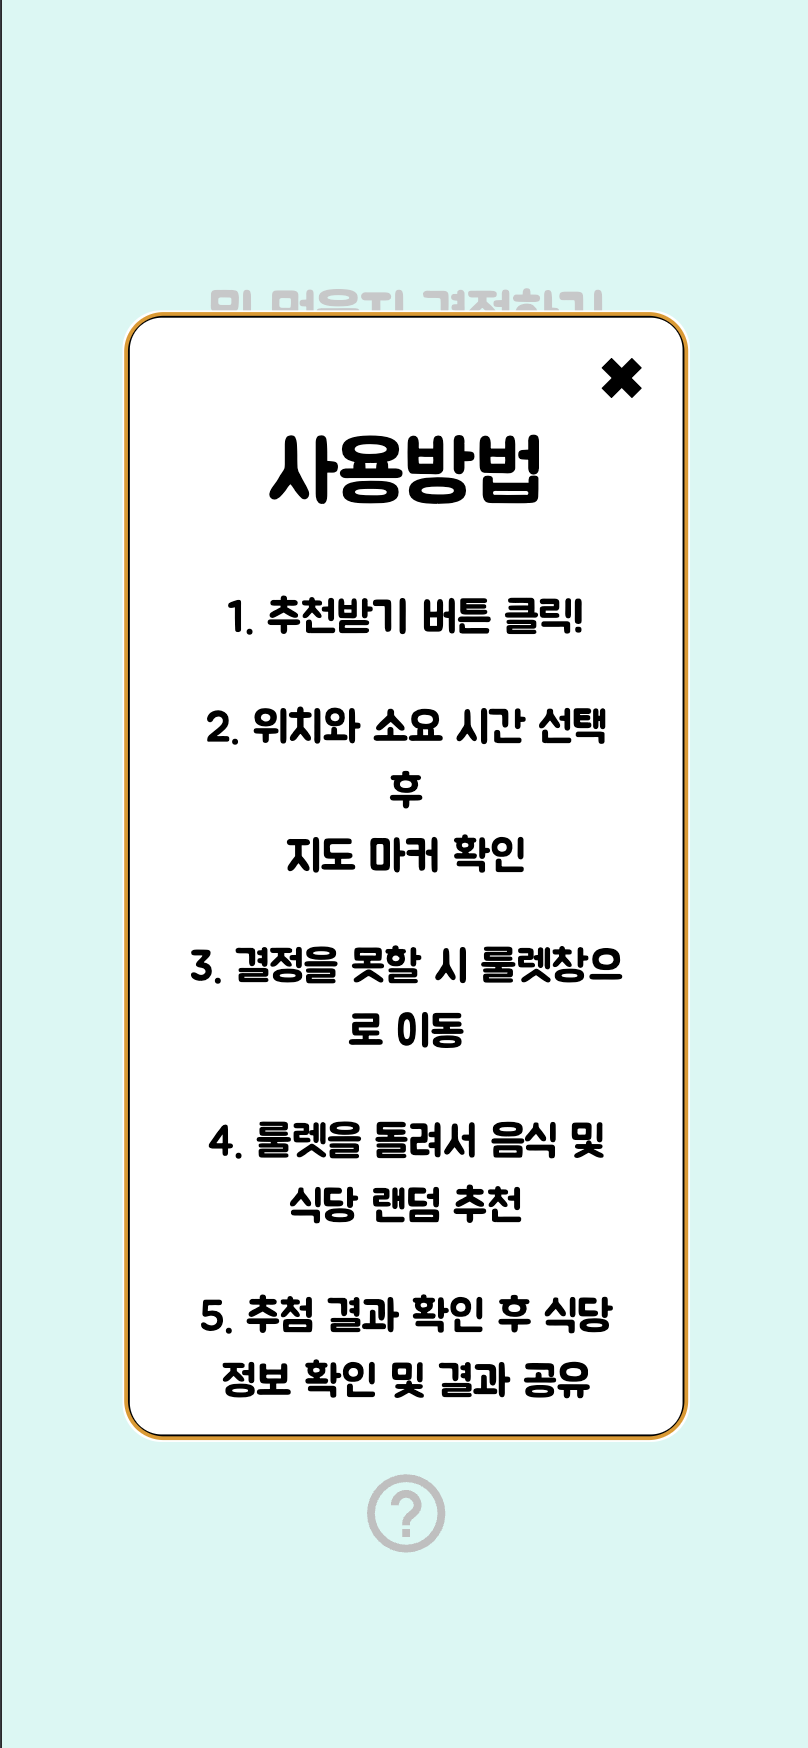 사용방법
1. 추천받기 버튼 클릭!
2. 위치와 소요 시간 선택
후
지도 마커 확인
3. 결정을 못할 시 룰렛창으
로 이동
4. 룰렛을 돌려서 음식 및
식당 랜덤 추천
5. 추첨 결과 확인 후 식당
정보 확인 및 결과 공유
?